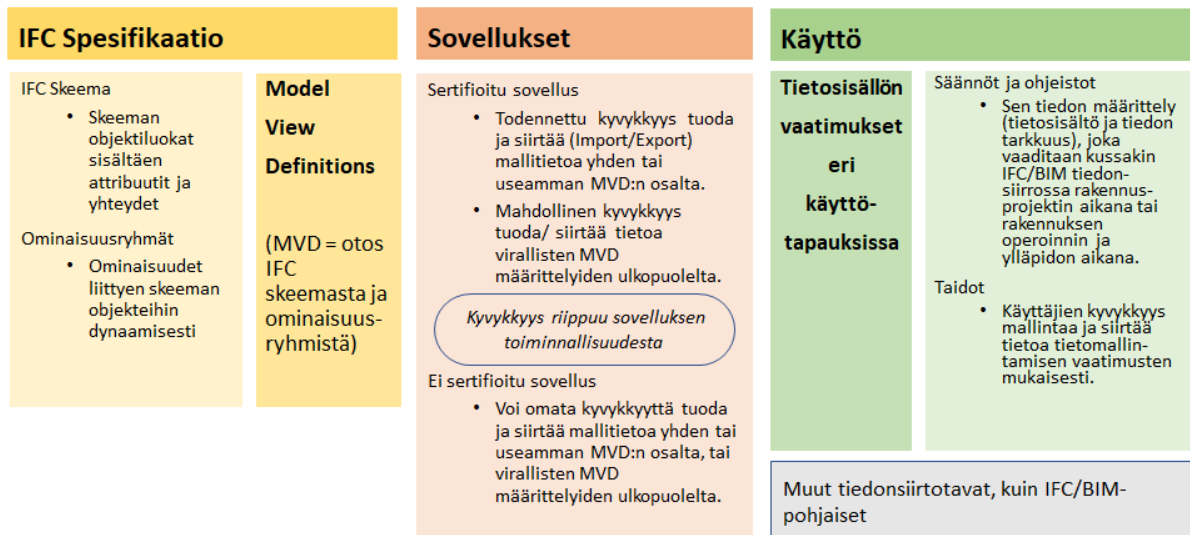 IFC Spesifikaatio
IFC Skeema
• Skeeman
objektiluokat
sisältäen
attribuutit ja
yhteydet
Ominaisuusryhmät
• Ominaisuudet
liittyen skeeman
objekteihin
dynaamisesti
Model
View
Definitions
(MVD = otos
IFC
skeemasta ja
ominaisuus-
ryhmistä)
Sovellukset
Sertifioitu sovellus
• Todennettu kyvykkyys tuoda
ja siirtää (Import/Export)
mallitietoa yhden tai
useamman MVD:n osalta.
• Mahdollinen kyvykkyys
tuoda/ siirtää tietoa
virallisten MVD
määrittelyiden ulkopuolelta.
Kyvykkyys riippuu sovelluksen
toiminnallisuudesta
Ei sertifioitu sovellus
• Voi omata kyvykkyyttä tuoda
ja siirtää mallitietoa yhden tai
useamman MVD:n osalta, tai
virallisten MVD
määrittelyiden ulkopuolelta.
Käyttö
Tietosisällön
vaatimukset
eri
käyttö-
tapauksissa
Säännöt ja ohjeistot
• Sen tiedon määrittely
(tietosisältö ja tiedon
tarkkuus), joka
vaaditaan kussakin
IFC/BIM tiedon-
siirrossa rakennus-
projektin aikana tai
rakennuksen
operoinnin ja
ylläpidon aikana.
Taidot
• Käyttäjien kyvykkyys
mallintaa ja siirtää
tietoa tietomallin-
tamisen vaatimusten
mukaisesti.
Muut tiedonsiirtotavat, kuin IFC/BIM-
pohjaiset